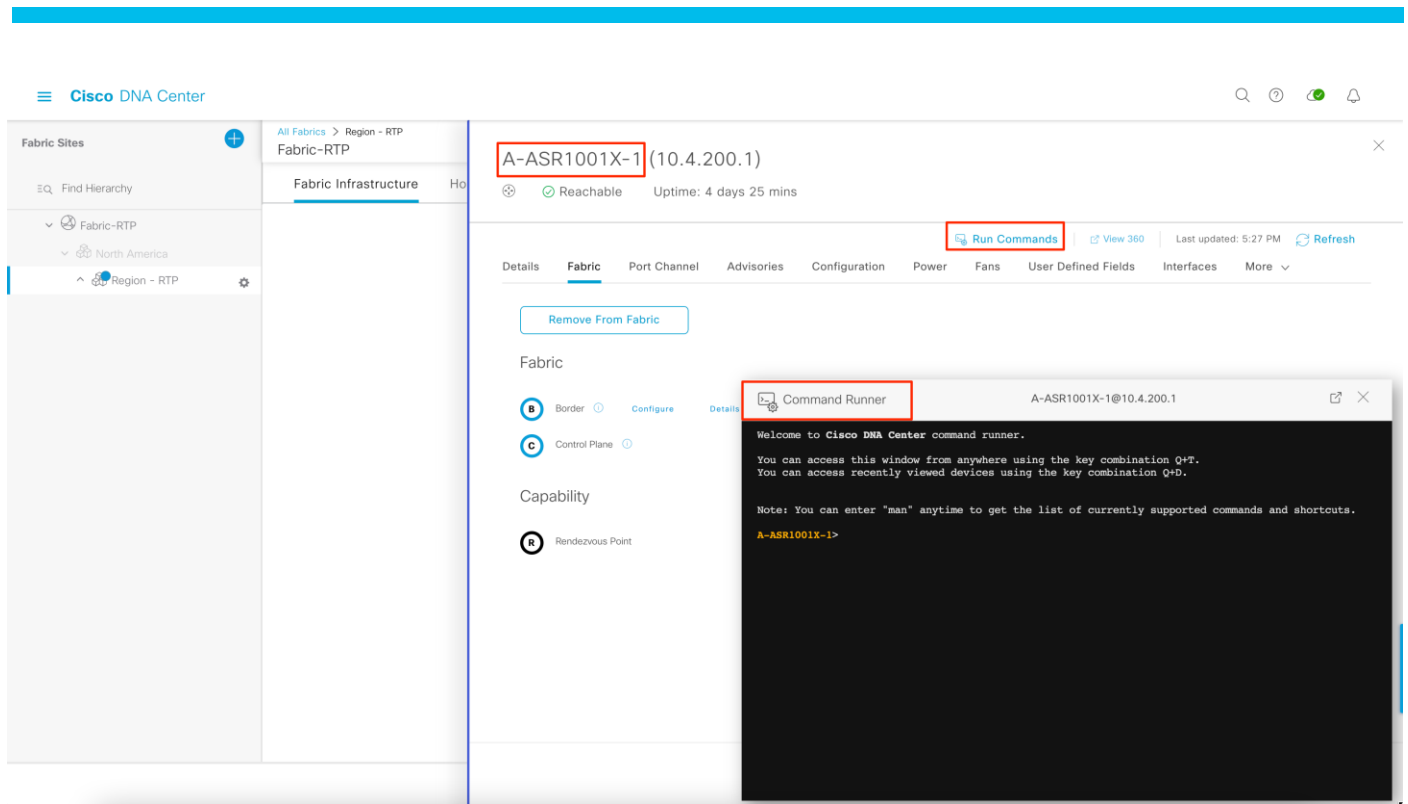 Cisco DNA Center
Fabric Sites
Find Hierarchy
Fabric-RTP
North America
Region - RTP
All Fabrics > Region - RTP
Fabric-RTP
Fabric Infrastructure Ho
A-ASR1001X-1 (10.4.200.1)
Reachable Uptime: 4 days 25 mins
Run Commands View 360 Last updated: 5:27 PM Refresh
Details Fabric Port Channel Advisories Configuration Power Fans User Defined Fields Interfaces More
Remove From Fabric
Fabric
B Border Configure Details
C Control Plane
Capability
R Rendezvous Point
Command Runner A-ASR1001X-1@10.4.200.1
Welcome to Cisco DNA Center command runner.
You can access this window from anywhere using the key combination Q+T.
You can access recently viewed devices using the key combination Q+D.
Note: You can enter "man" anytime to get the list of currently supported commands and shortcuts.
A-ASR1001X-1>